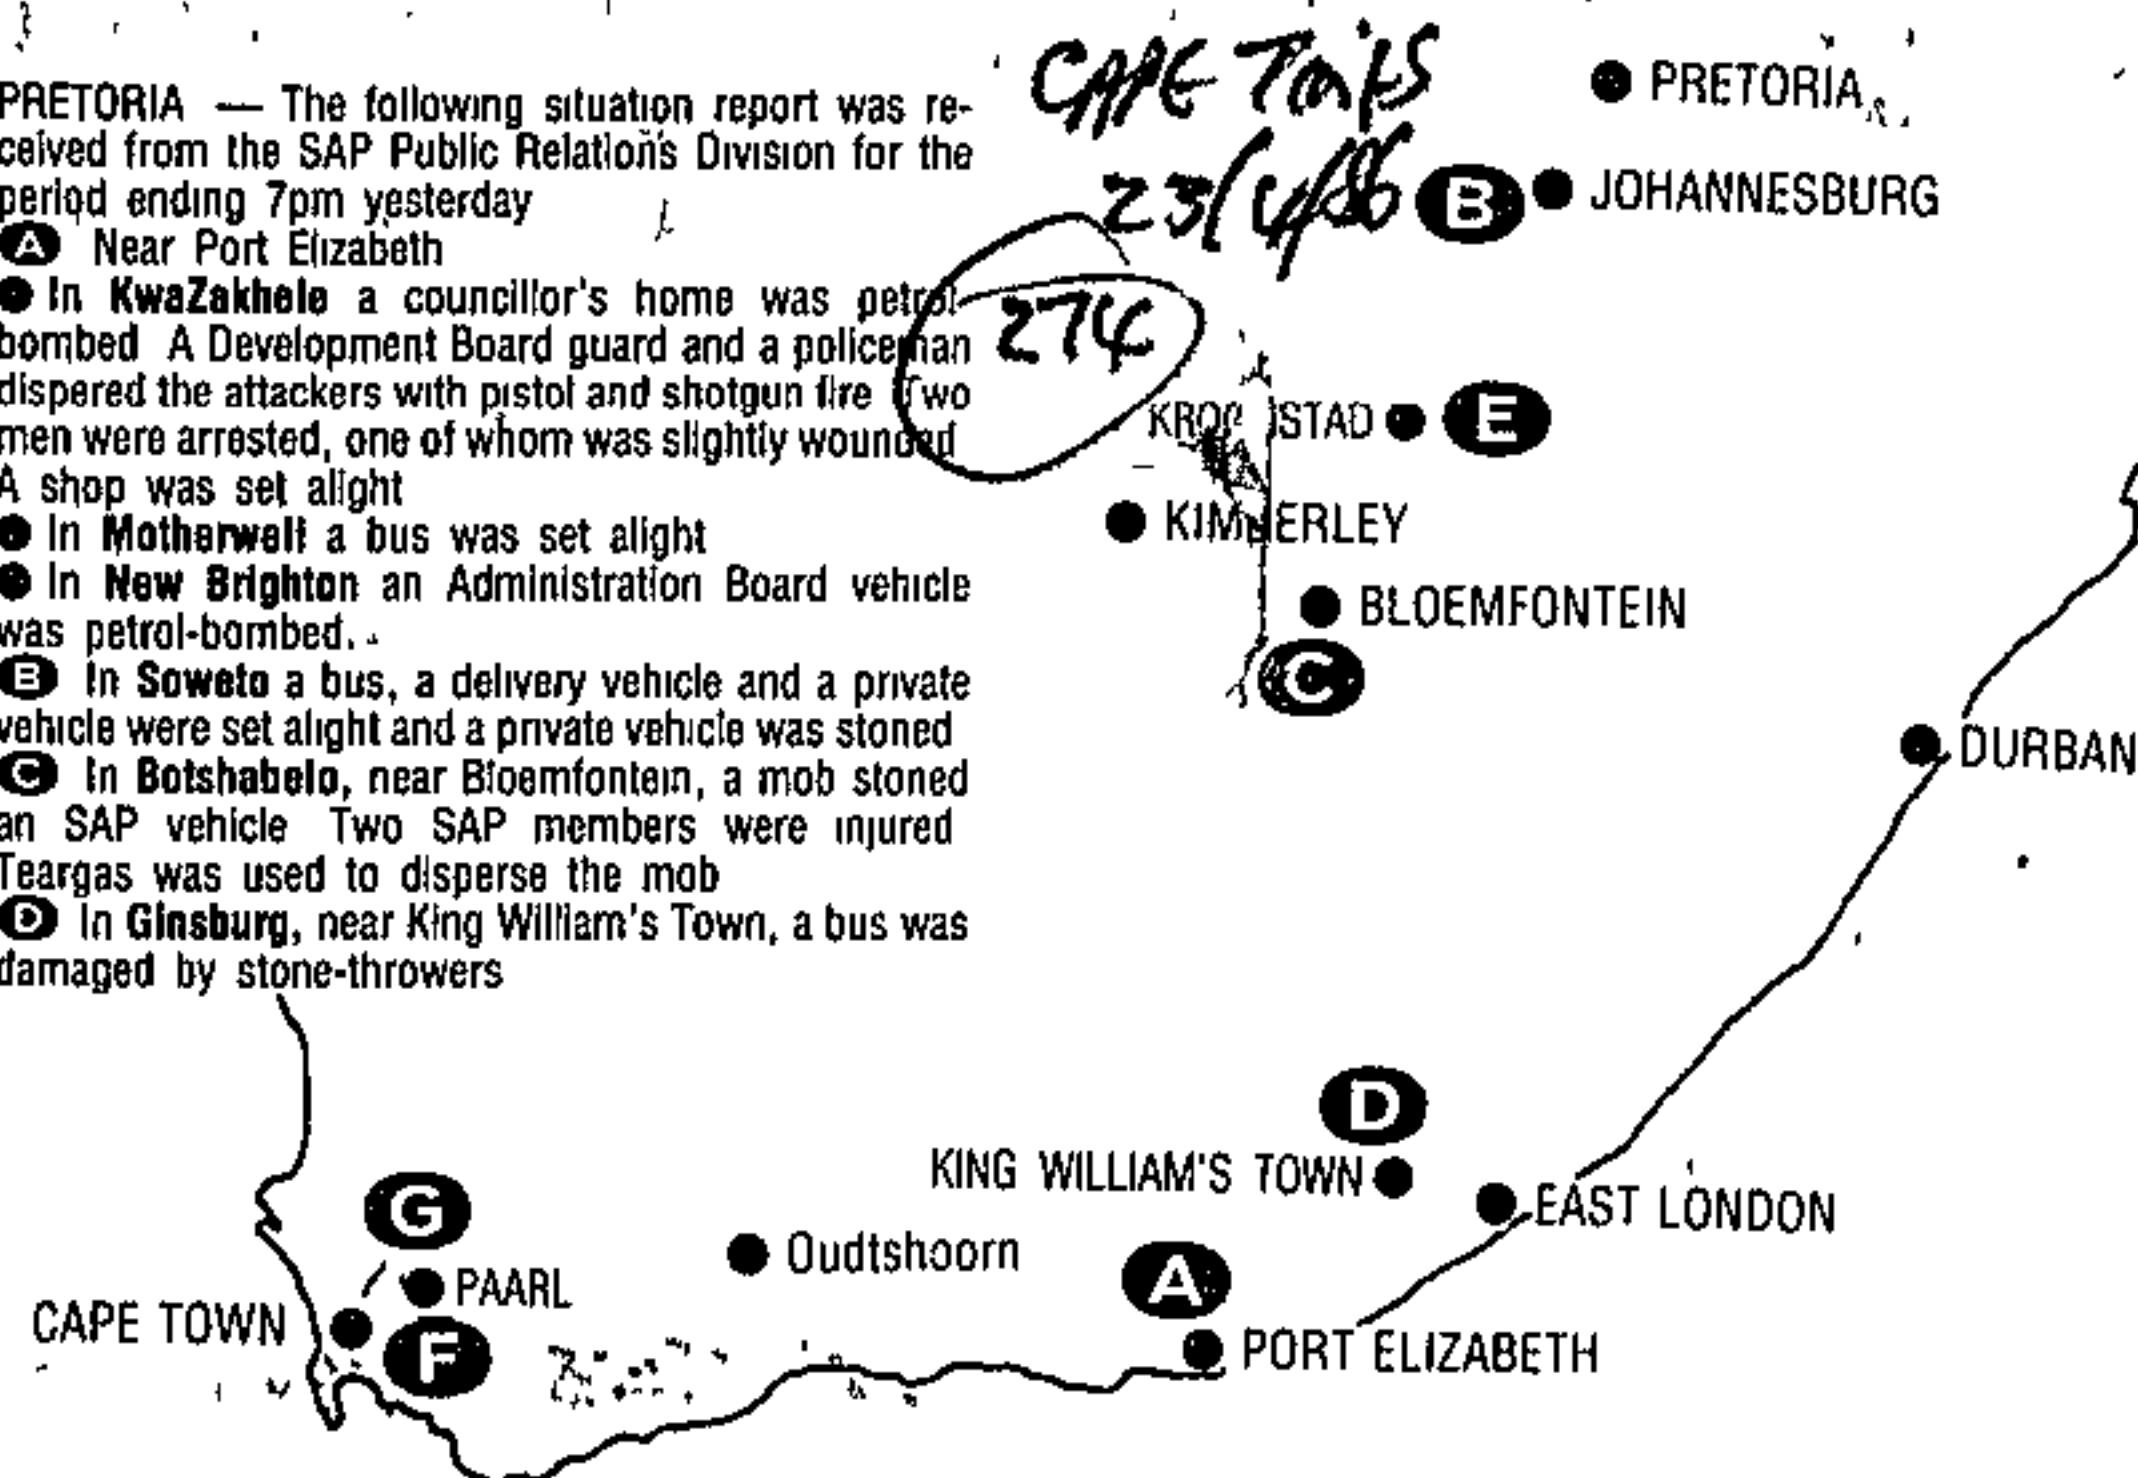 PRETORIA — The following situation report was re-
ceived from the SAP Public Relations Division for the
period ending 7pm yesterday
A Near Port Elizabeth
● In KwaZakhele a councillor's home was petrol
bombed A Development Board guard and a policeman
dispered the attackers with pistol and shotgun fire Two
men were arrested, one of whom was slightly wounded
A shop was set alight
● In Motherwell a bus was set alight
● In New Brighton an Administration Board vehicle
was petrol-bombed.
B In Soweto a bus, a delivery vehicle and a private
vehicle were set alight and a private vehicle was stoned
C In Botshabelo, near Bloemfontein, a mob stoned
an SAP vehicle Two SAP members were injured
Teargas was used to disperse the mob
D In Ginsburg, near King William's Town, a bus was
damaged by stone-throwers
CAPE TIMES
23/4/86
274
PRETORIA
B JOHANNESBURG
KROONSTAD E
KIMBERLEY
BLOEMFONTEIN
C
DURBAN
D
KING WILLIAM'S TOWN
EAST LONDON
G
Oudtshoorn
A
PAARL
CAPE TOWN
F
PORT ELIZABETH